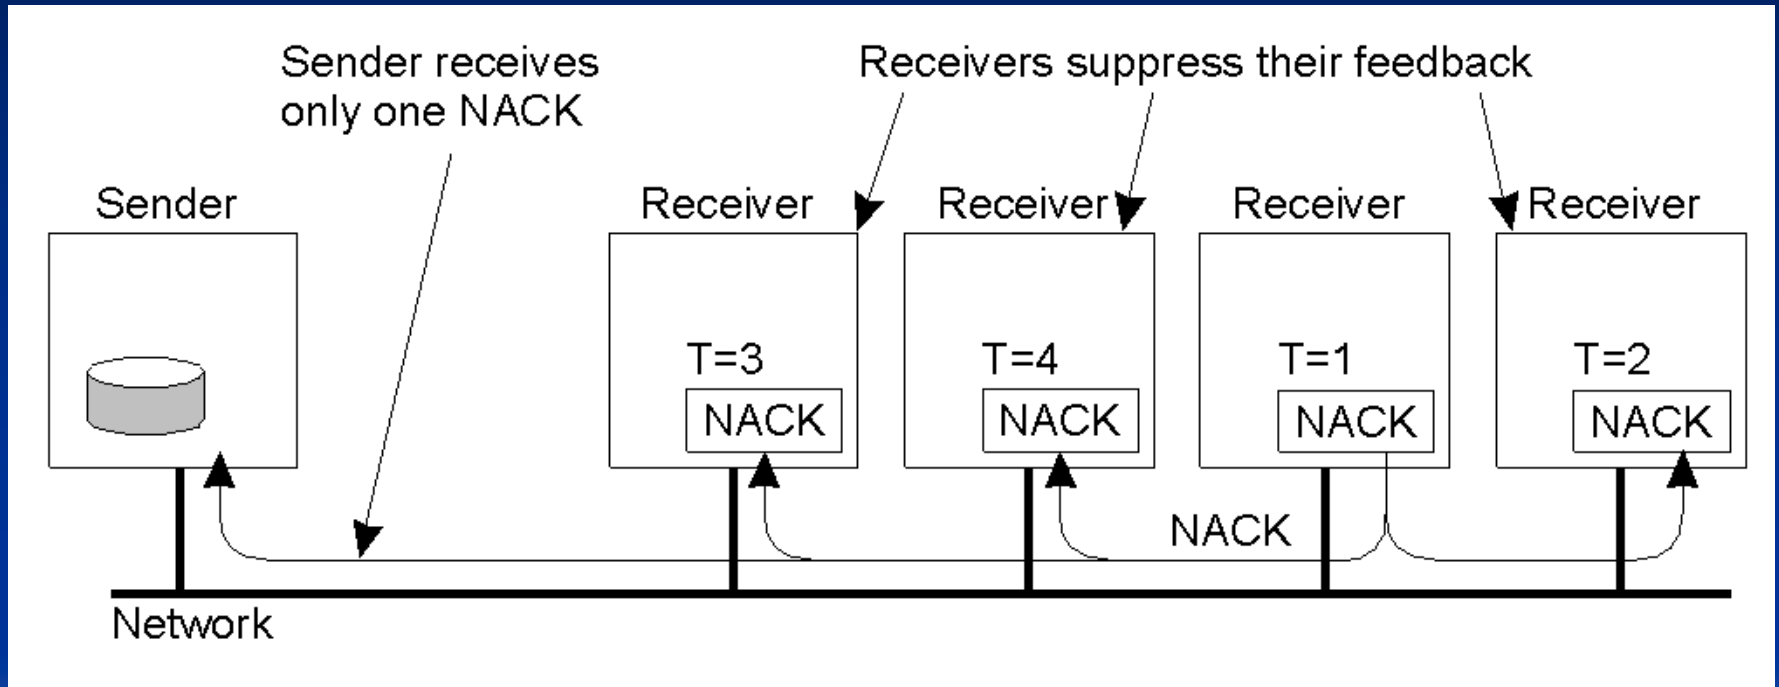 Sender receives
only one NACK
Receivers suppress their feedback
Sender
Receiver
Receiver
Receiver
Receiver
T=3
T=4
T=1
T=2
NACK
NACK
NACK
NACK
NACK
Network